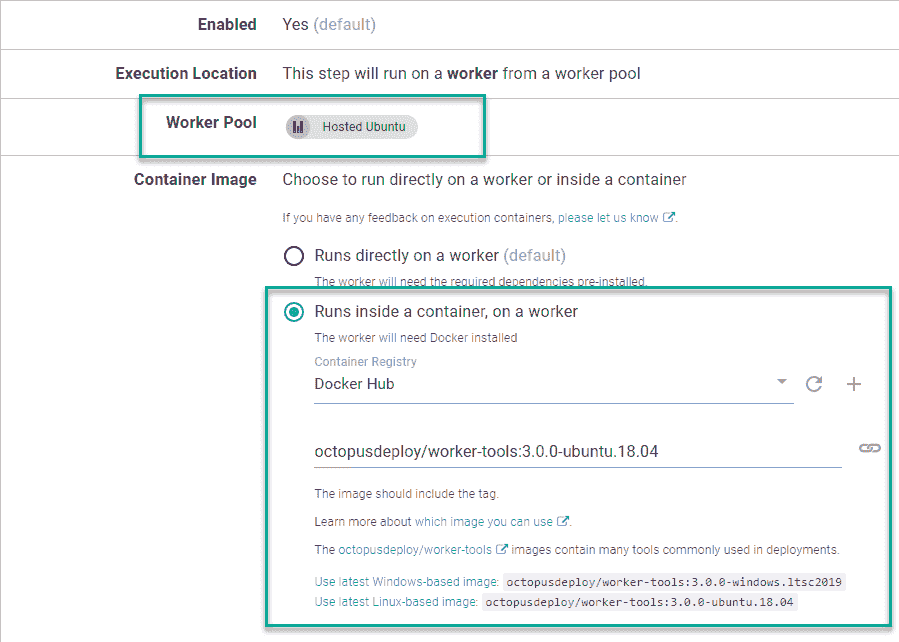 Enabled Yes (default)
Execution Location This step will run on a worker from a worker pool
Worker Pool Hosted Ubuntu
Container Image Choose to run directly on a worker or inside a container
If you have any feedback on execution containers, please let us know.
Runs directly on a worker (default)
The worker will need the required dependencies pre-installed.
Runs inside a container, on a worker
The worker will need Docker installed
Container Registry
Docker Hub
octopusdeploy/worker-tools:3.0.0-ubuntu.18.04
The image should include the tag.
Learn more about which image you can use.
The octopusdeploy/worker-tools images contain many tools commonly used in deployments.
Use latest Windows-based image: octopusdeploy/worker-tools:3.0.0-windows.ltsc2019
Use latest Linux-based image: octopusdeploy/worker-tools:3.0.0-ubuntu.18.04